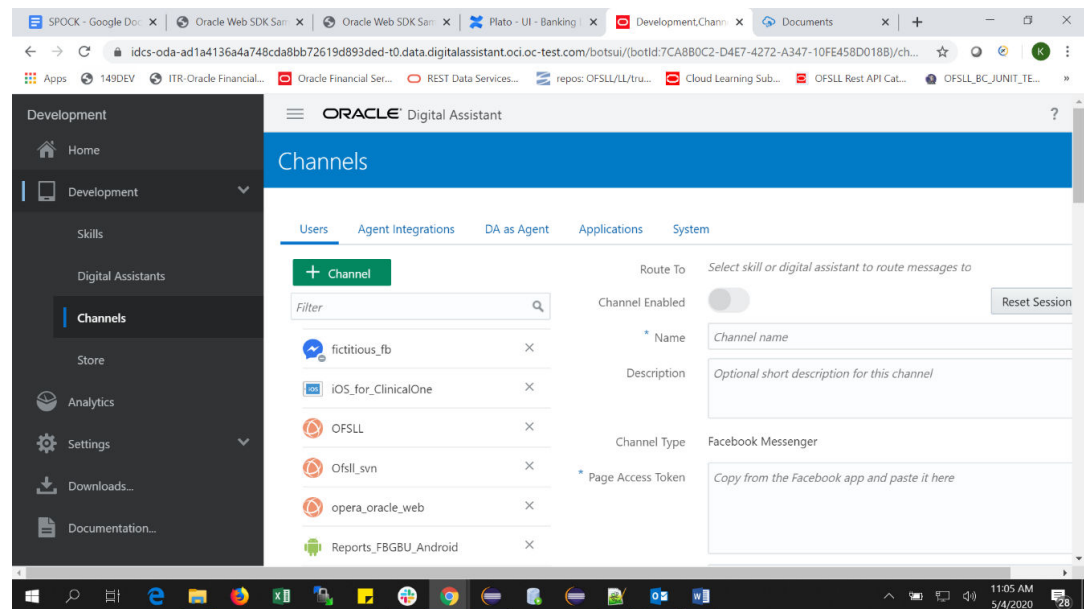 SPOCK - Google Doc
Oracle Web SDK Sam
Oracle Web SDK Sam
Plato - UI - Banking
Development,Chann
Documents
idcs-oda-ad1a4136a4a748cda8bb72619d893ded-t0.data.digitalassistant.oci.oc-test.com/botsui/(botId:7CA8B0C2-D4E7-4272-A347-10FE458D018B)/ch...
K
Apps
149DEV
ITR-Oracle Financial...
Oracle Financial Ser...
REST Data Services...
repos: OFSLL/LL/tru...
Cloud Learning Sub...
OFSLL Rest API Cat...
OFSLL_BC_JUNIT_TE...
»
Development
ORACLE Digital Assistant
?
Home
Channels
Development
Users
Agent Integrations
DA as Agent
Applications
System
Skills
+ Channel
Route To
Select skill or digital assistant to route messages to
Digital Assistants
Filter
Channel Enabled
Reset Session
Channels
* Name
Channel name
fictitious_fb
Store
Description
Optional short description for this channel
iOS
iOS_for_ClinicalOne
Analytics
OFSLL
Settings
Channel Type
Facebook Messenger
Ofsll_svn
* Page Access Token
Copy from the Facebook app and paste it here
Downloads...
opera_oracle_web
Documentation...
Reports_FBGBU_Android
11:05 AM
5/4/2020
28